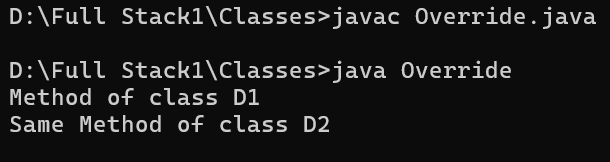 D:\Full Stack1\Classes>javac Override.java
D:\Full Stack1\Classes>java Override
Method of class D1
Same Method of class D2